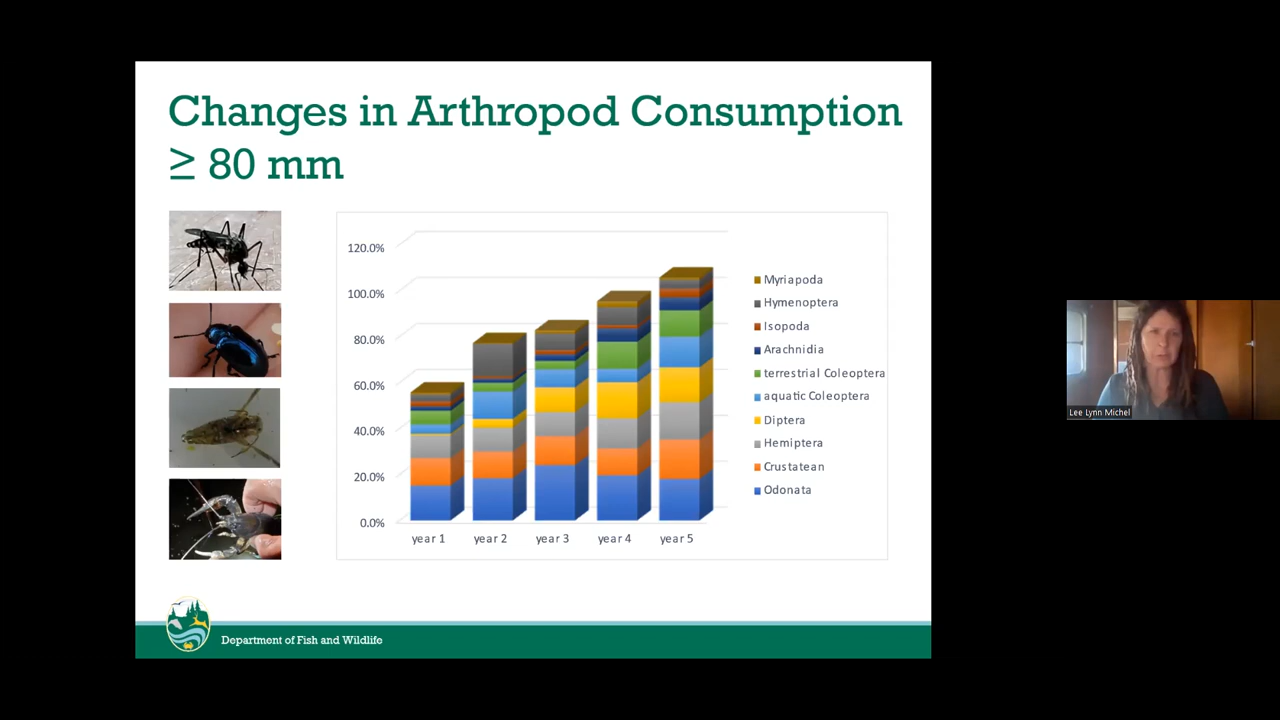 Changes in Arthropod Consumption
≥ 80 mm
120.0%
100.0%
80.0%
60.0%
40.0%
20.0%
0.0%
year 1
year 2
year 3
year 4
year 5
Myriapoda
Hymenoptera
Isopoda
Arachnidia
terrestrial Coleoptera
aquatic Coleoptera
Diptera
Hemiptera
Crustatean
Odonata
Lee Lynn Michel
Department of Fish and Wildlife